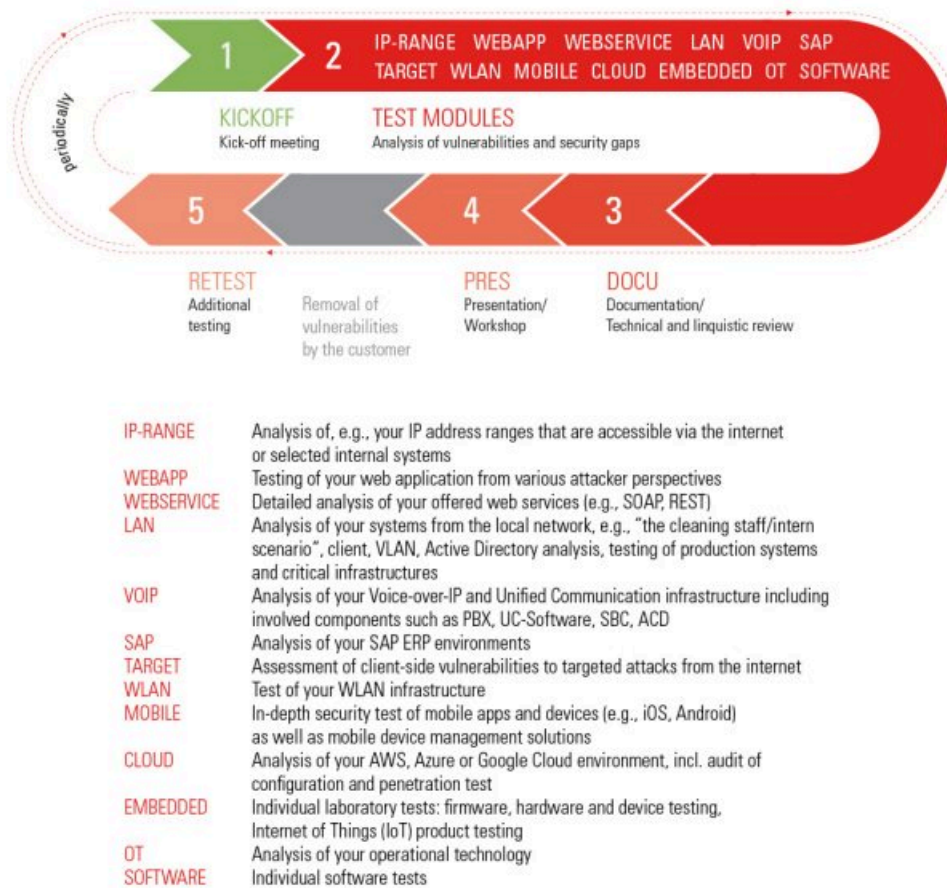 1
2
IP-RANGE WEBAPP WEBSERVICE LAN VOIP SAP
TARGET WLAN MOBILE CLOUD EMBEDDED OT SOFTWARE
periodically
KICKOFF
Kick-off meeting
TEST MODULES
Analysis of vulnerabilities and security gaps
5
4
3
RETEST
Additional
testing
Removal of
vulnerabilities
by the customer
PRES
Presentation/
Workshop
DOCU
Documentation/
Technical and linquistic review
IP-RANGE Analysis of, e.g., your IP address ranges that are accessible via the internet
or selected internal systems
WEBAPP Testing of your web application from various attacker perspectives
WEBSERVICE Detailed analysis of your offered web services (e.g., SOAP, REST)
LAN Analysis of your systems from the local network, e.g., “the cleaning staff/intern
scenario“, client, VLAN, Active Directory analysis, testing of production systems
and critical infrastructures
VOIP Analysis of your Voice-over-IP and Unified Communication infrastructure including
involved components such as PBX, UC-Software, SBC, ACD
SAP Analysis of your SAP ERP environments
TARGET Assessment of client-side vulnerabilities to targeted attacks from the internet
WLAN Test of your WLAN infrastructure
MOBILE In-depth security test of mobile apps and devices (e.g., iOS, Android)
as well as mobile device management solutions
CLOUD Analysis of your AWS, Azure or Google Cloud environment, incl. audit of
configuration and penetration test
EMBEDDED Individual laboratory tests: firmware, hardware and device testing,
Internet of Things (IoT) product testing
OT Analysis of your operational technology
SOFTWARE Individual software tests